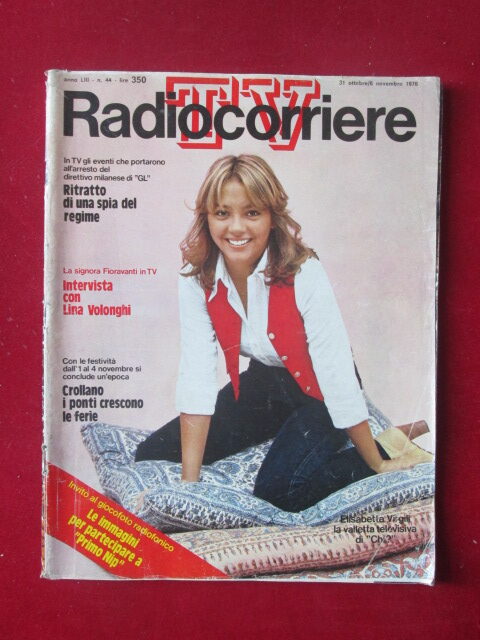 Anno LIII - n. 44 - lire 350
31 ottobre/6 novembre 1976
TV
Radiocorriere
In TV gli eventi che portarono
all'arresto del
direttivo milanese di "GL"
Ritratto
di una spia del
regime
La signora Fioravanti in TV
Intervista
con
Lina Volonghi
Con le festività
dall'1 al 4 novembre si
conclude un'epoca
Crollano
i ponti crescono
le ferie
Invito al giocofoto radiofonico
Le immagini
per partecipare a
"Primo Nip"
Elisabetta Virgili
la valletta televisiva
di "Chi?"